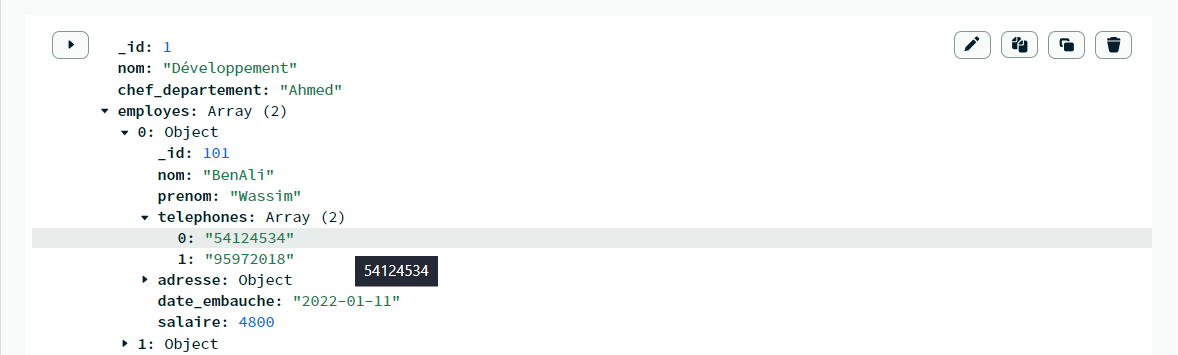 _id: 1
nom: "Développement"
chef_departement: "Ahmed"
employes: Array (2)
0: Object
_id: 101
nom: "BenAli"
prenom: "Wassim"
telephones: Array (2)
0: "54124534"
1: "95972018"
54124534
adresse: Object
date_embauche: "2022-01-11"
salaire: 4800
1: Object